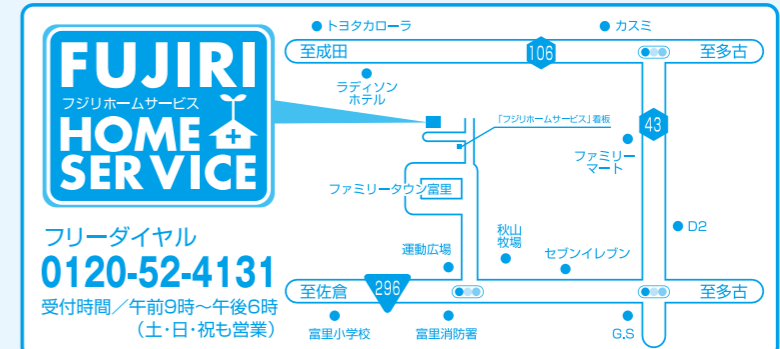 FUJIRI
フジリホームサービス
HOME
SERVICE
フリーダイヤル
0120-52-4131
受付時間／午前9時～午後6時
（土・日・祝も営業）
トヨタカローラ
カスミ
至成田
106
至多古
ラディソン
ホテル
「フジリホームサービス」看板
43
ファミリー
マート
ファミリータウン富里
D2
秋山
牧場
運動広場
セブンイレブン
至佐倉
296
至多古
富里小学校
富里消防署
G.S